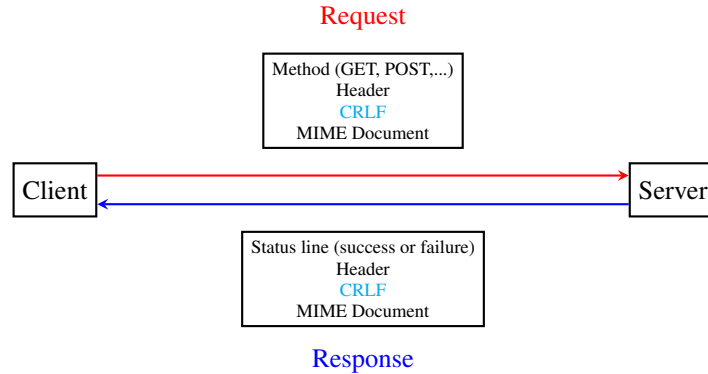 Request
Method (GET, POST,...)
Header
CRLF
MIME Document
Client
Server
Status line (success or failure)
Header
CRLF
MIME Document
Response